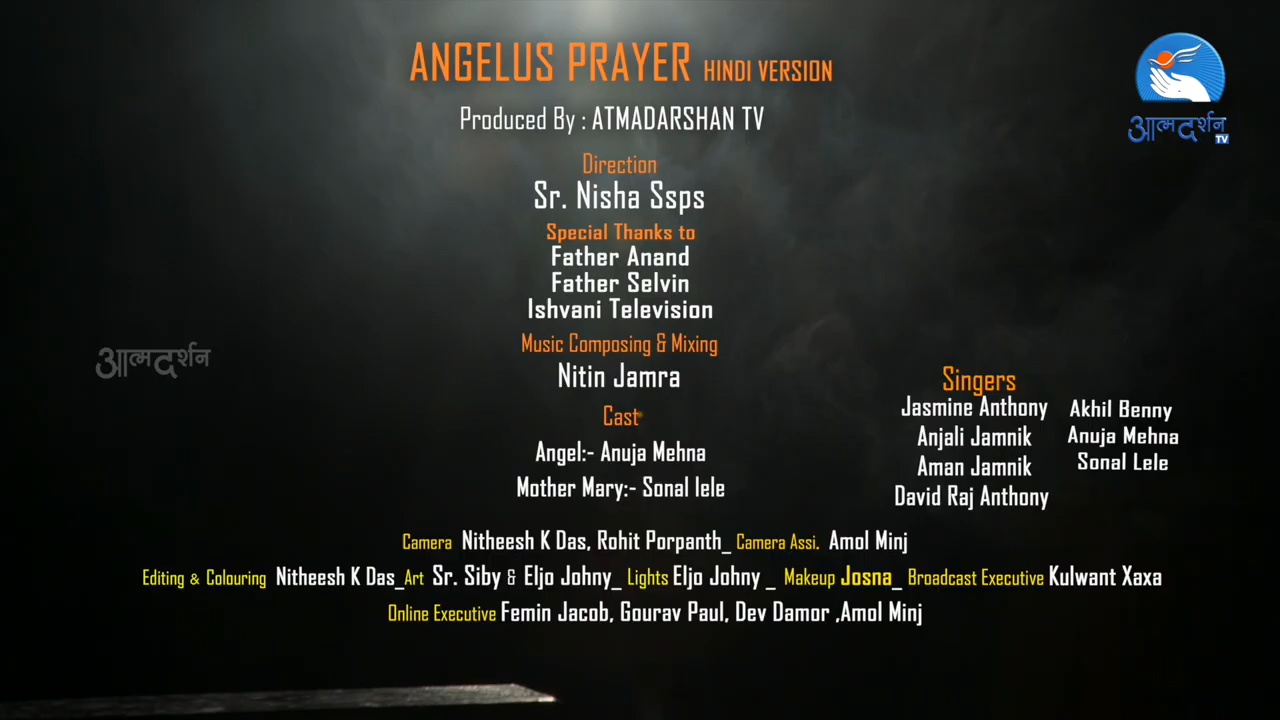 ANGELUS PRAYER HINDI VERSION
Produced By : ATMADARSHAN TV
आत्मदर्शन
TV
Direction
Sr. Nisha Ssps
Special Thanks to
Father Anand
Father Selvin
Ishvani Television
Music Composing & Mixing
Nitin Jamra
आत्मदर्शन
Cast
Angel:- Anuja Mehna
Mother Mary:- Sonal lele
Singers
Jasmine Anthony
Anjali Jamnik
Aman Jamnik
David Raj Anthony
Akhil Benny
Anuja Mehna
Sonal Lele
Camera Nitheesh K Das, Rohit Porpanth_ Camera Assi. Amol Minj
Editing & Colouring Nitheesh K Das_Art Sr. Siby & Eljo Johny_ Lights Eljo Johny _ Makeup Josna_ Broadcast Executive Kulwant Xaxa
Online Executive Femin Jacob, Gourav Paul, Dev Damor ,Amol Minj